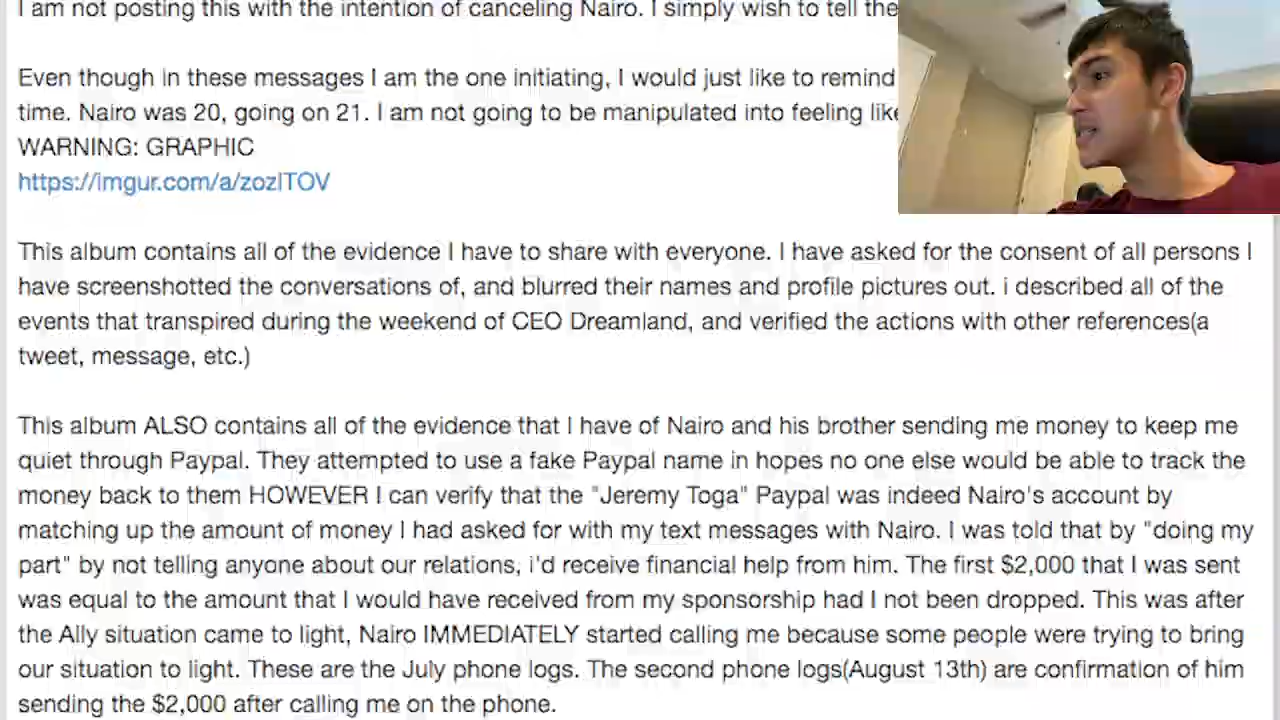 I am not posting this with the intention of canceling Nairo. I simply wish to tell the
Even though in these messages I am the one initiating, I would just like to remind
time. Nairo was 20, going on 21. I am not going to be manipulated into feeling like
WARNING: GRAPHIC
https://imgur.com/a/zozlTOV
This album contains all of the evidence I have to share with everyone. I have asked for the consent of all persons I
have screenshotted the conversations of, and blurred their names and profile pictures out. i described all of the
events that transpired during the weekend of CEO Dreamland, and verified the actions with other references(a
tweet, message, etc.)
This album ALSO contains all of the evidence that I have of Nairo and his brother sending me money to keep me
quiet through Paypal. They attempted to use a fake Paypal name in hopes no one else would be able to track the
money back to them HOWEVER I can verify that the "Jeremy Toga" Paypal was indeed Nairo's account by
matching up the amount of money I had asked for with my text messages with Nairo. I was told that by "doing my
part" by not telling anyone about our relations, i'd receive financial help from him. The first $2,000 that I was sent
was equal to the amount that I would have received from my sponsorship had I not been dropped. This was after
the Ally situation came to light, Nairo IMMEDIATELY started calling me because some people were trying to bring
our situation to light. These are the July phone logs. The second phone logs(August 13th) are confirmation of him
sending the $2,000 after calling me on the phone.